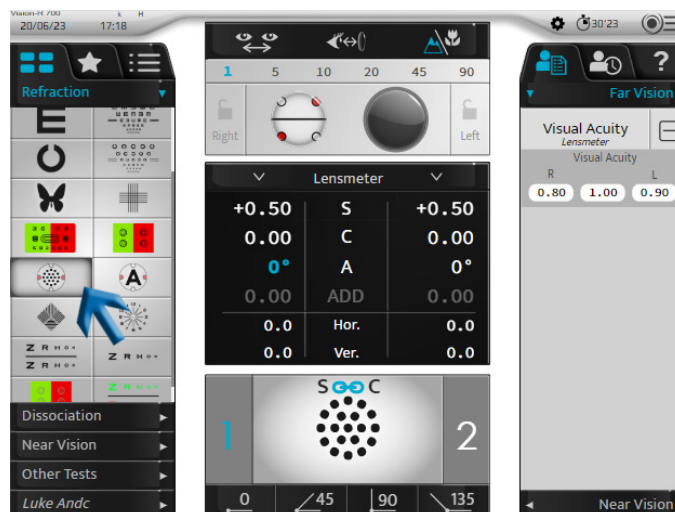 Vision-R 700
20/06/23 17:18
30'23
Refraction
E
A
Z R H O
Z R H O
Z R H O
Dissociation
Near Vision
Other Tests
Luke Andc
1 5 10 20 45 90
Right
Left
Lensmeter
+0.50 S +0.50
0.00 C 0.00
0° A 0°
0.00 ADD 0.00
0.0 Hor. 0.0
0.0 Ver. 0.0
S C
1 2
0 45 90 135
?
Far Vision
Visual Acuity
Lensmeter
Visual Acuity
R L
0.80 1.00 0.90
Near Vision